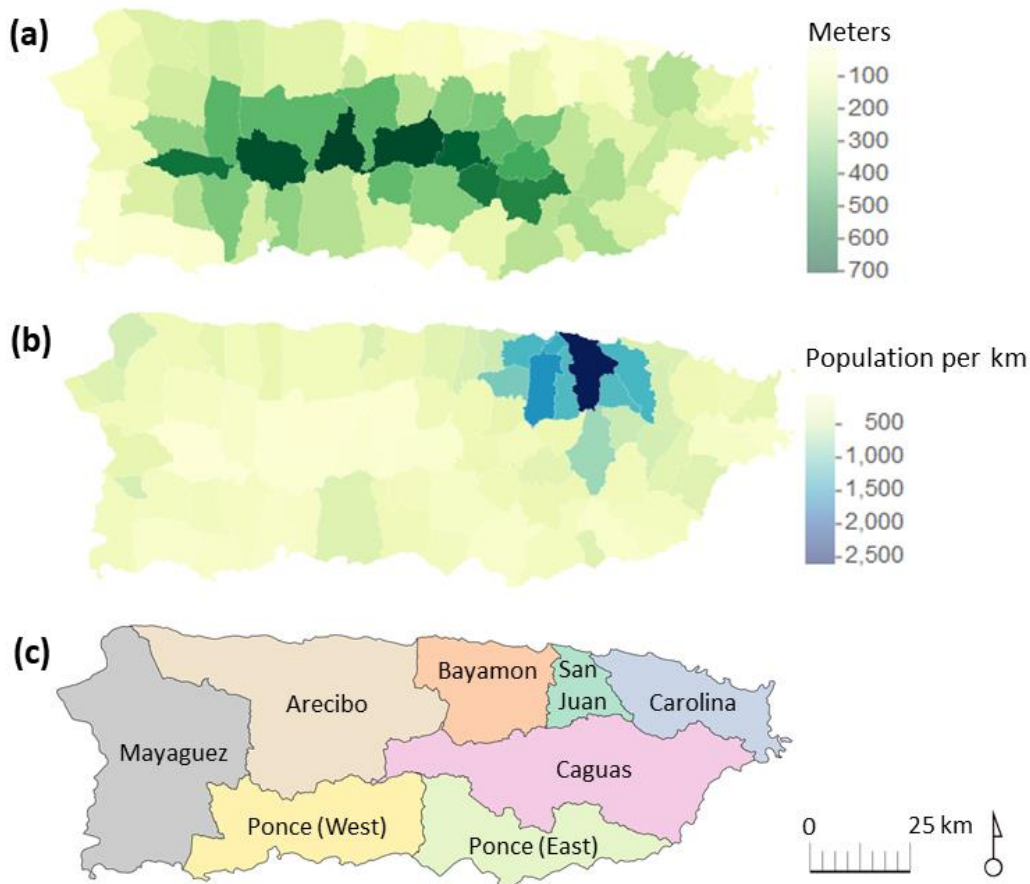 (a)
Meters
100
200
300
400
500
600
700
(b)
Population per km
500
1,000
1,500
2,000
2,500
(c)
Mayaguez
Arecibo
Bayamon
San
Juan
Carolina
Caguas
Ponce (West)
Ponce (East)
0 25 km